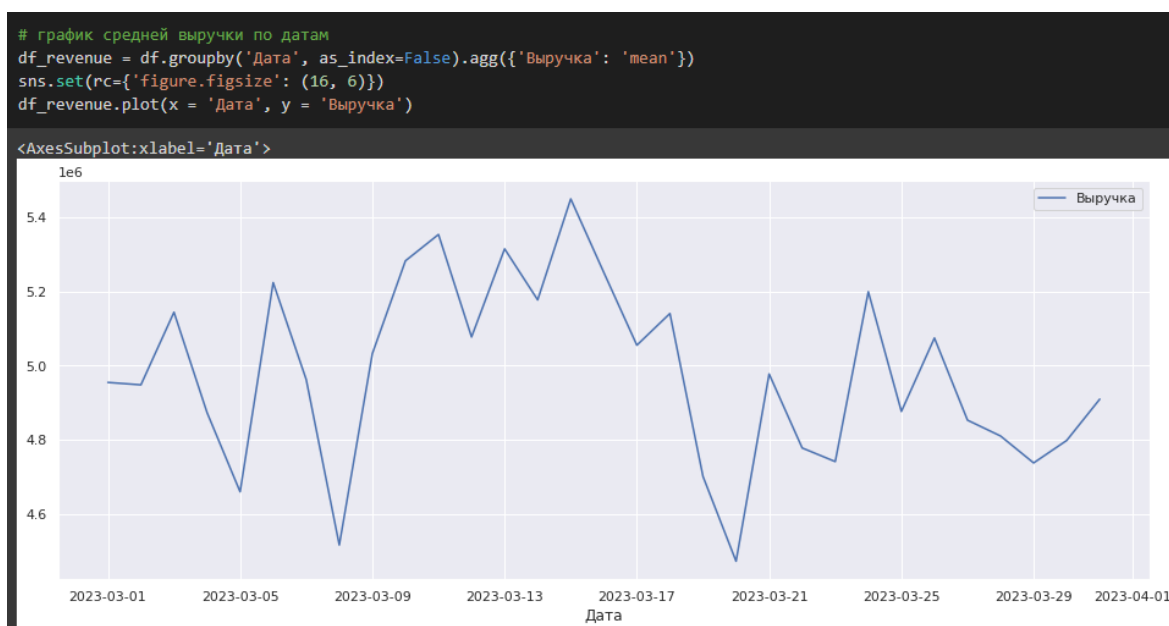 # график средней выручки по датам
df_revenue = df.groupby('Дата', as_index=False).agg({'Выручка': 'mean'})
sns.set(rc={'figure.figsize': (16, 6)})
df_revenue.plot(x = 'Дата', y = 'Выручка')
<AxesSubplot:xlabel='Дата'>
1e6
Выручка
5.4
5.2
5.0
4.8
4.6
2023-03-01 2023-03-05 2023-03-09 2023-03-13 2023-03-17 2023-03-21 2023-03-25 2023-03-29 2023-04-01
Дата